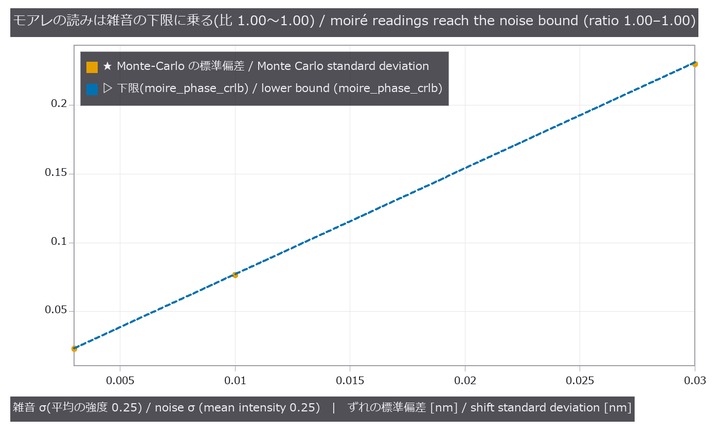 モアレの読みは雑音の下限に乗る(比 1.00〜1.00) / moiré readings reach the noise bound (ratio 1.00–1.00)
★ Monte-Carlo の標準偏差 / Monte Carlo standard deviation
▷ 下限(moire_phase_crlb) / lower bound (moire_phase_crlb)
0.2
0.15
0.1
0.05
0.005
0.01
0.015
0.02
0.025
0.03
雑音 σ(平均の強度 0.25) / noise σ (mean intensity 0.25) | ずれの標準偏差 [nm] / shift standard deviation [nm]